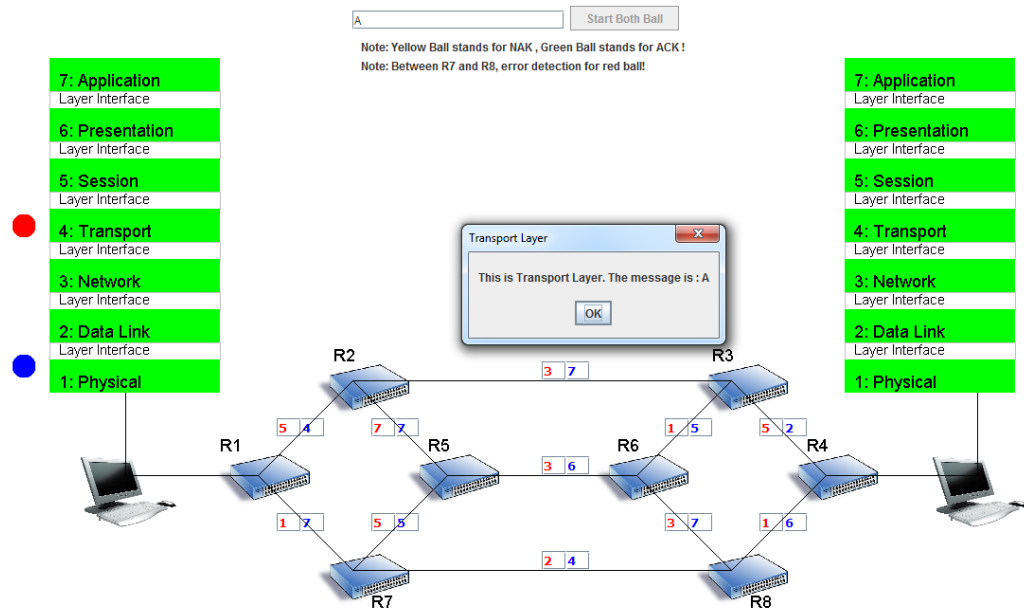 A
Start Both Ball
Note: Yellow Ball stands for NAK , Green Ball stands for ACK !
Note: Between R7 and R8, error detection for red ball!
7: Application
Layer Interface
6: Presentation
Layer Interface
5: Session
Layer Interface
4: Transport
Layer Interface
3: Network
Layer Interface
2: Data Link
Layer Interface
1: Physical
7: Application
Layer Interface
6: Presentation
Layer Interface
5: Session
Layer Interface
4: Transport
Layer Interface
3: Network
Layer Interface
2: Data Link
Layer Interface
1: Physical
Transport Layer
This is Transport Layer. The message is : A
OK
R2
R3
3 7
5 4
7 7
1 5
5 2
R1
R5
R6
R4
3 6
1 7
5 5
3 7
1 6
2 4
R7
R8